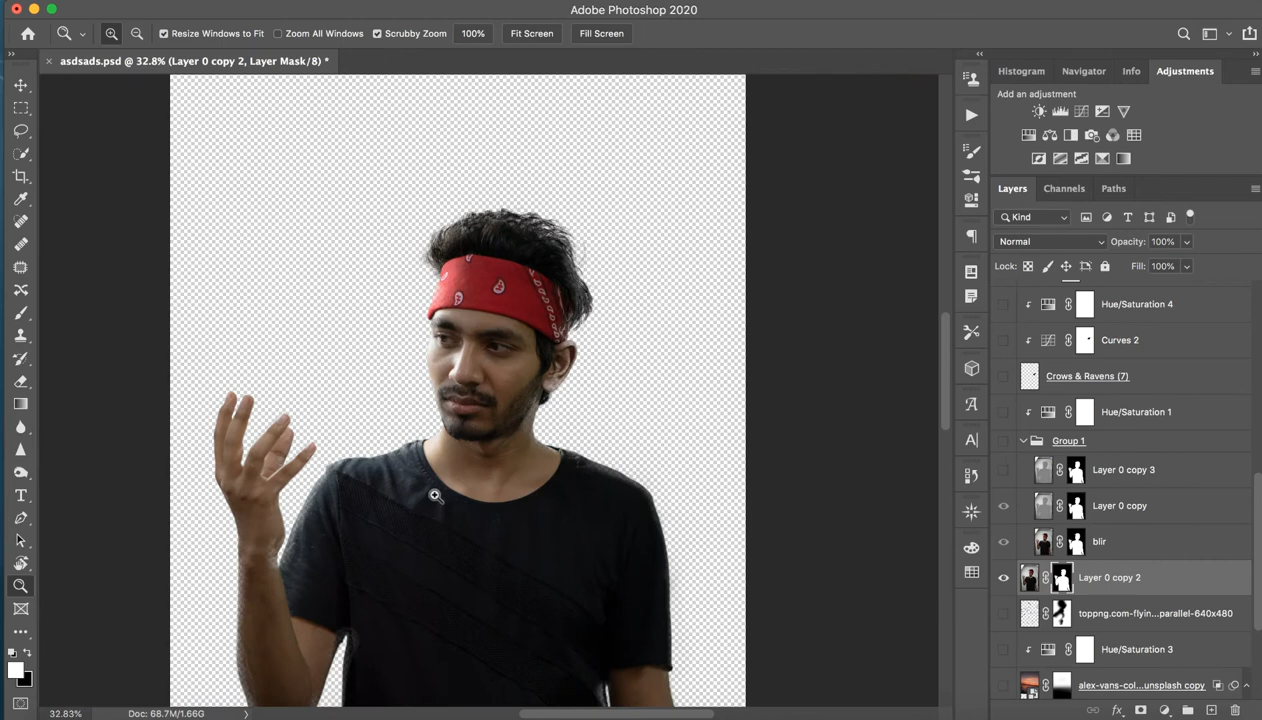 Adobe Photoshop 2020
Resize Windows to Fit
Zoom All Windows
Scrubby Zoom
100%
Fit Screen
Fill Screen
asdsads.psd @ 32.8% (Layer 0 copy 2, Layer Mask/8) *
Histogram
Navigator
Info
Adjustments
Add an adjustment
Layers
Channels
Paths
Kind
Normal
Opacity: 100%
Lock:
Fill: 100%
Hue/Saturation 4
Curves 2
Crows & Ravens (7)
Hue/Saturation 1
Group 1
Layer 0 copy 3
Layer 0 copy
blir
Layer 0 copy 2
toppng.com-flyin...parallel-640x480
Hue/Saturation 3
alex-vans-col...unsplash copy
32.83%
Doc: 68.7M/1.66G